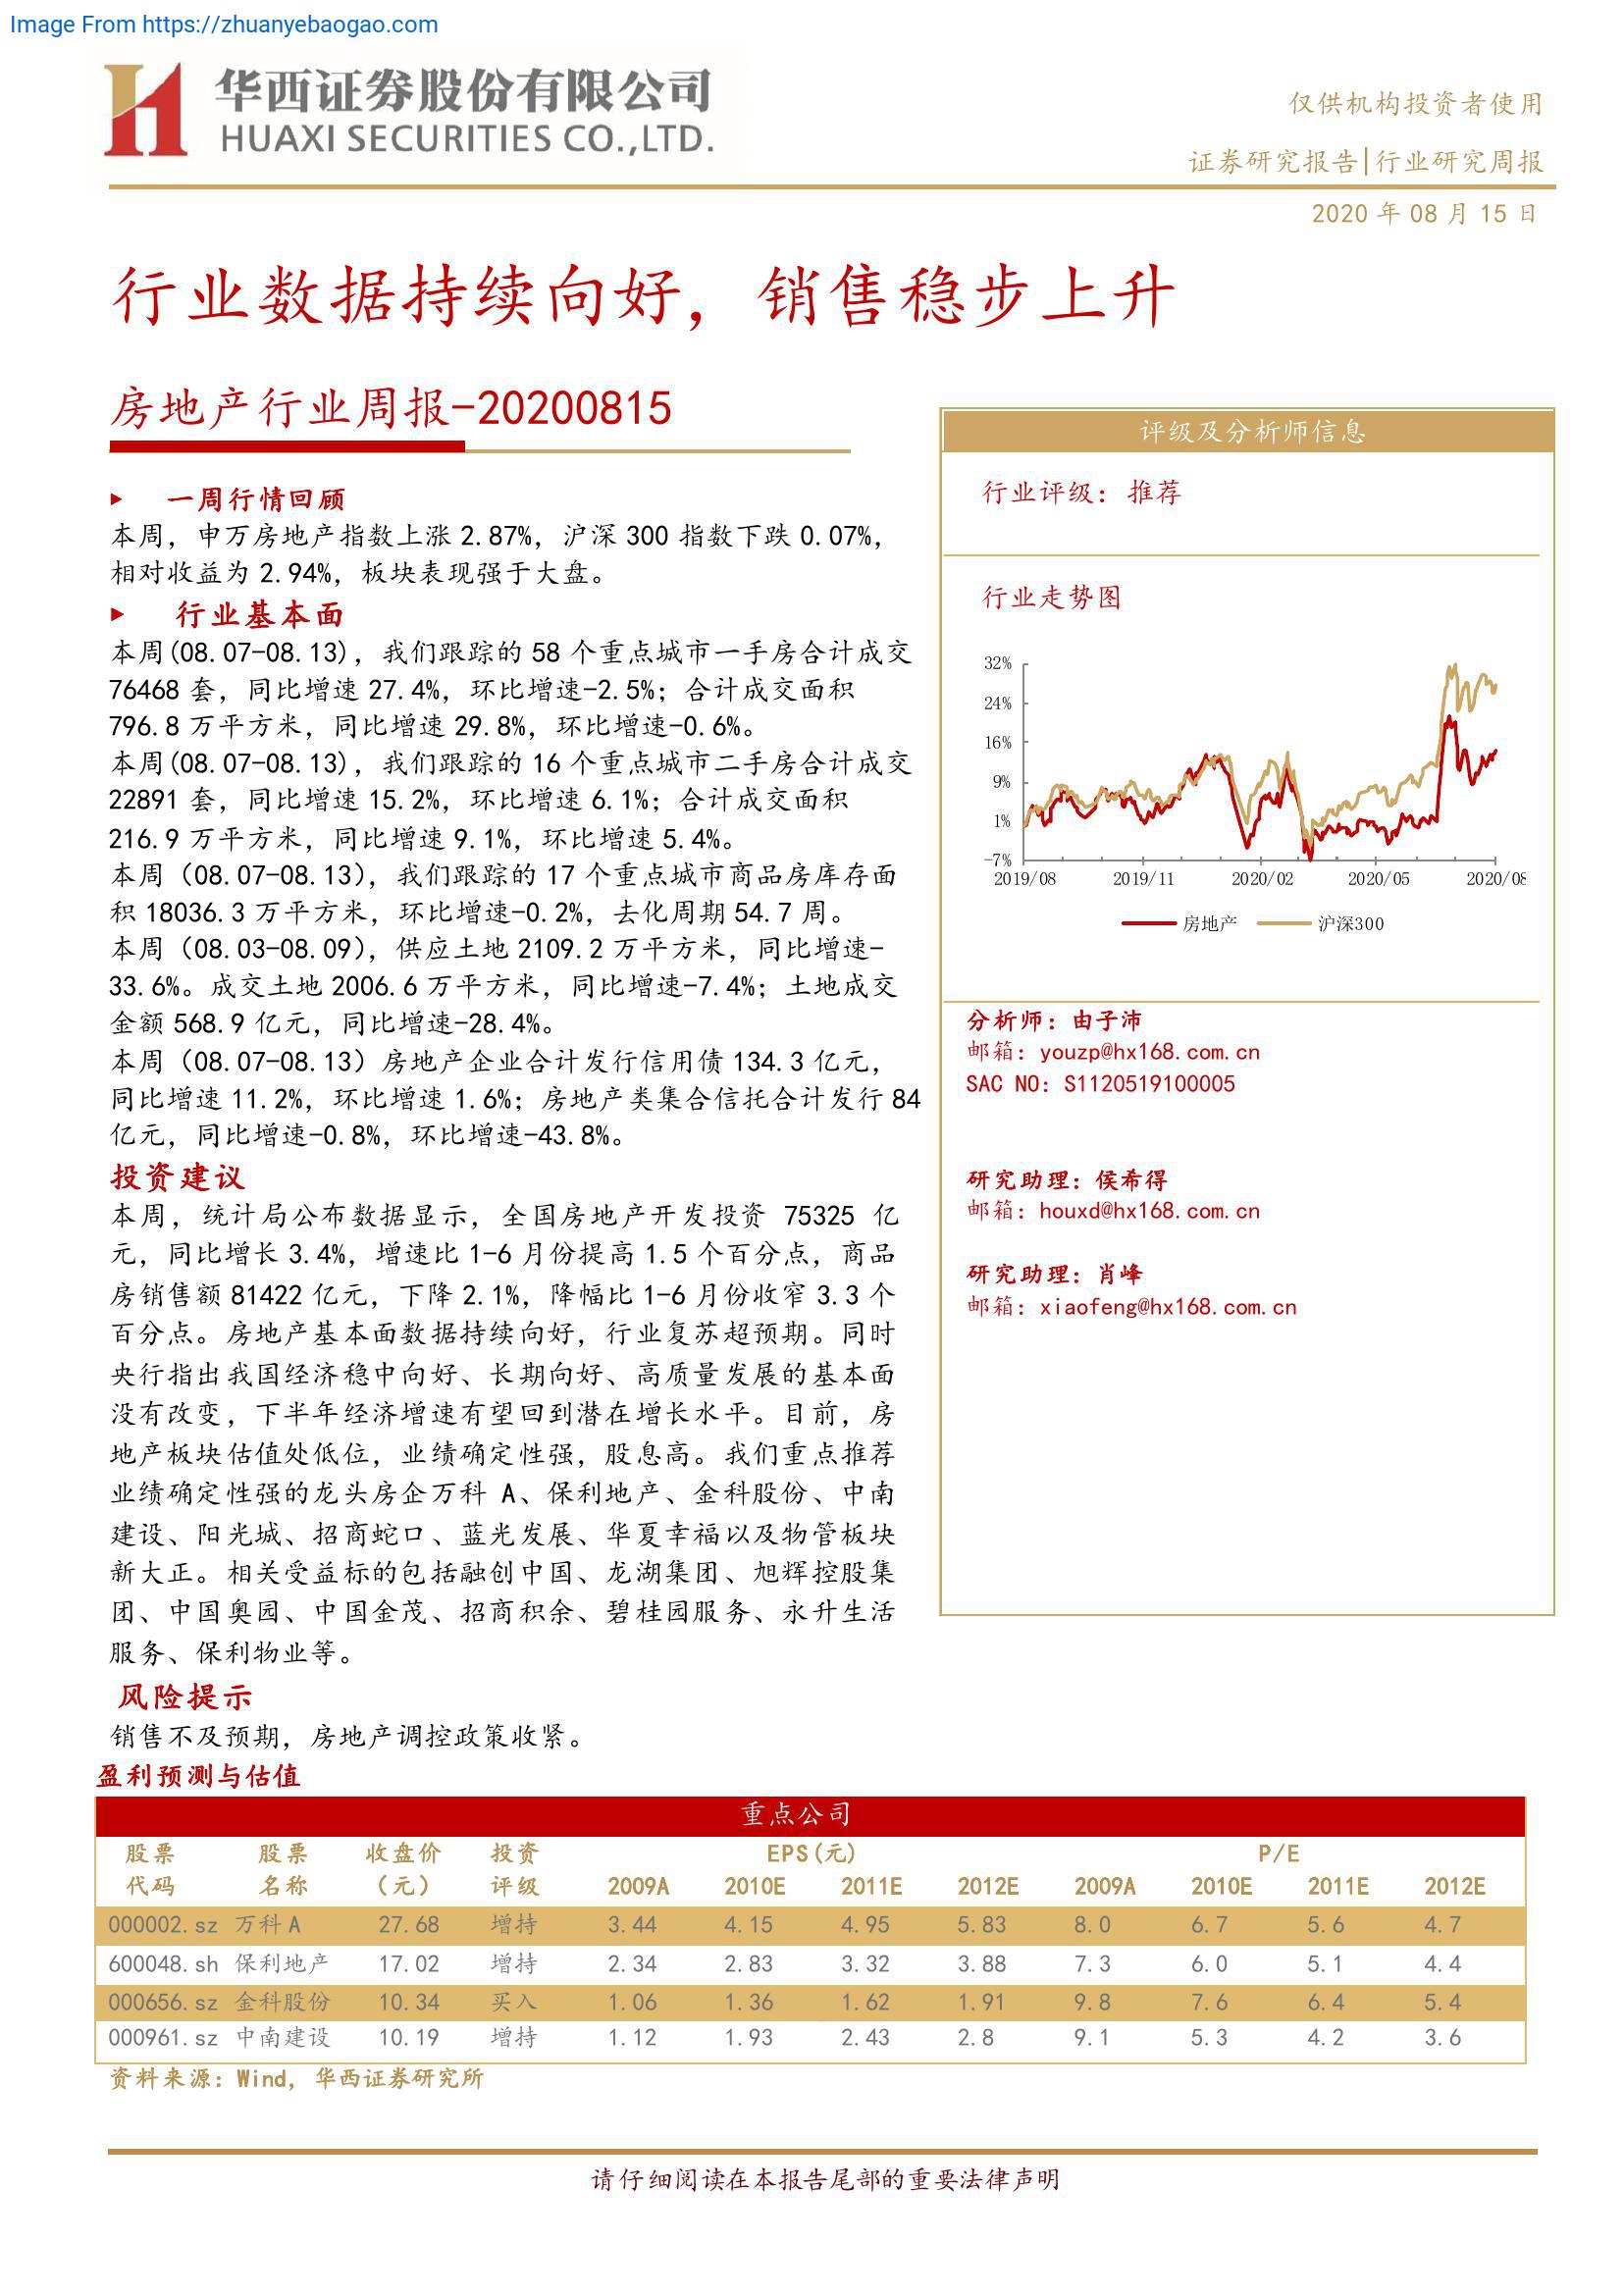 Image From https://zhuanyebaogao.com
华西证券股份有限公司
HUAXI SECURITIES CO.,LTD.
仅供机构投资者使用
证券研究报告|行业研究周报
2020 年 08 月 15 日
行业数据持续向好，销售稳步上升
房地产行业周报-20200815
一周行情回顾
本周，申万房地产指数上涨 2.87%，沪深 300 指数下跌 0.07%，
相对收益为 2.94%，板块表现强于大盘。
行业基本面
本周(08.07-08.13)，我们跟踪的 58 个重点城市一手房合计成交
76468 套，同比增速 27.4%，环比增速-2.5%；合计成交面积
796.8 万平方米，同比增速 29.8%，环比增速-0.6%。
本周(08.07-08.13)，我们跟踪的 16 个重点城市二手房合计成交
22891 套，同比增速 15.2%，环比增速 6.1%；合计成交面积
216.9 万平方米，同比增速 9.1%，环比增速 5.4%。
本周（08.07-08.13），我们跟踪的 17 个重点城市商品房库存面
积 18036.3 万平方米，环比增速-0.2%，去化周期 54.7 周。
本周（08.03-08.09），供应土地 2109.2 万平方米，同比增速-
33.6%。成交土地 2006.6 万平方米，同比增速-7.4%；土地成交
金额 568.9 亿元，同比增速-28.4%。
本周（08.07-08.13）房地产企业合计发行信用债 134.3 亿元，
同比增速 11.2%，环比增速 1.6%；房地产类集合信托合计发行 84
亿元，同比增速-0.8%，环比增速-43.8%。
投资建议
本周，统计局公布数据显示，全国房地产开发投资 75325 亿
元，同比增长 3.4%，增速比 1-6 月份提高 1.5 个百分点，商品
房销售额 81422 亿元，下降 2.1%，降幅比 1-6 月份收窄 3.3 个
百分点。房地产基本面数据持续向好，行业复苏超预期。同时
央行指出我国经济稳中向好、长期向好、高质量发展的基本面
没有改变，下半年经济增速有望回到潜在增长水平。目前，房
地产板块估值处低位，业绩确定性强，股息高。我们重点推荐
业绩确定性强的龙头房企万科 A、保利地产、金科股份、中南
建设、阳光城、招商蛇口、蓝光发展、华夏幸福以及物管板块
新大正。相关受益标的包括融创中国、龙湖集团、旭辉控股集
团、中国奥园、中国金茂、招商积余、碧桂园服务、永升生活
服务、保利物业等。
风险提示
销售不及预期，房地产调控政策收紧。
评级及分析师信息
行业评级：推荐
行业走势图
32%
24%
16%
9%
1%
-7%
2019/08 2019/11 2020/02 2020/05 2020/08
房地产 沪深300
分析师：由子沛
邮箱：youzp@hx168.com.cn
SAC NO：S1120519100005
研究助理：侯希得
邮箱：houxd@hx168.com.cn
研究助理：肖峰
邮箱：xiaofeng@hx168.com.cn
盈利预测与估值
重点公司
股票 股票 收盘价 投资 EPS(元) P/E
代码 名称 （元） 评级 2009A 2010E 2011E 2012E 2009A 2010E 2011E 2012E
000002.sz 万科 A 27.68 增持 3.44 4.15 4.95 5.83 8.0 6.7 5.6 4.7
600048.sh 保利地产 17.02 增持 2.34 2.83 3.32 3.88 7.3 6.0 5.1 4.4
000656.sz 金科股份 10.34 买入 1.06 1.36 1.62 1.91 9.8 7.6 6.4 5.4
000961.sz 中南建设 10.19 增持 1.12 1.93 2.43 2.8 9.1 5.3 4.2 3.6
资料来源：Wind，华西证券研究所
请仔细阅读在本报告尾部的重要法律声明